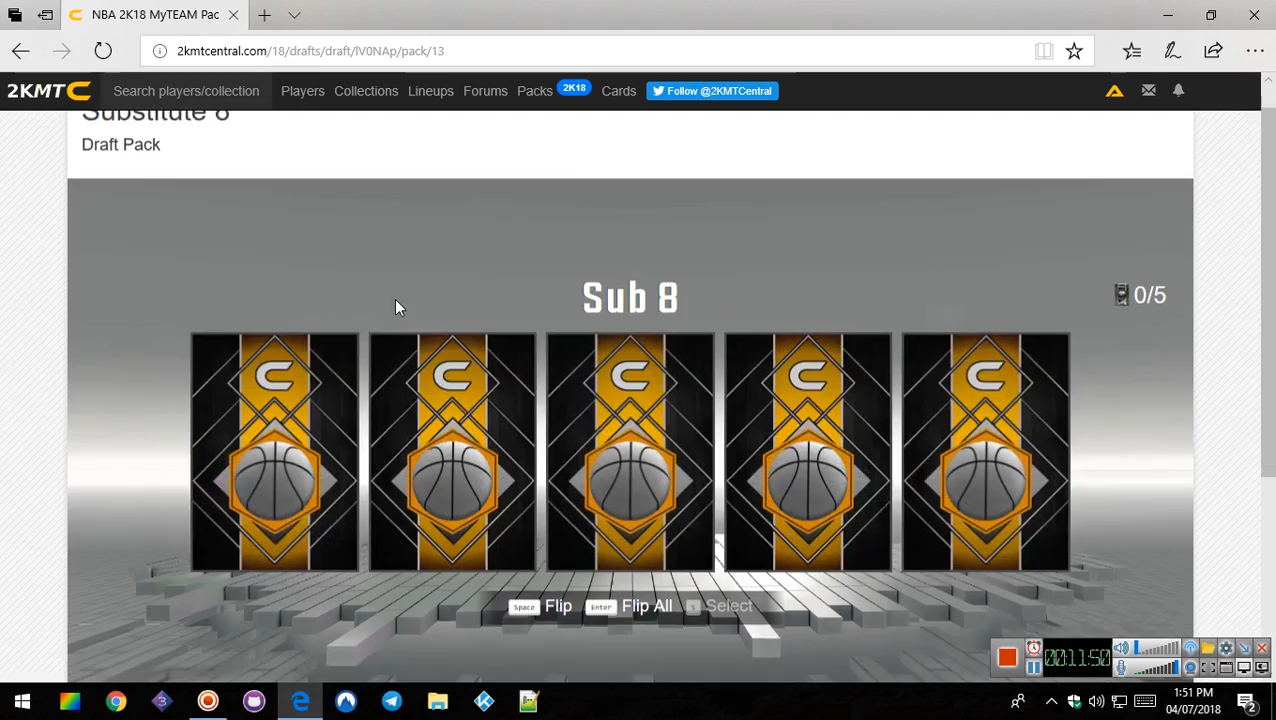 NBA 2K18 MyTEAM Pac
2kmtcentral.com/18/drafts/draft/lV0NAp/pack/13
2KMT Search players/collection Players Collections Lineups Forums Packs 2K18 Cards Follow @2KMTCentral
Substitute 8
Draft Pack
Sub 8
0/5
Space Flip Enter Flip All s Select
00:11:50
1:51 PM
04/07/2018
2